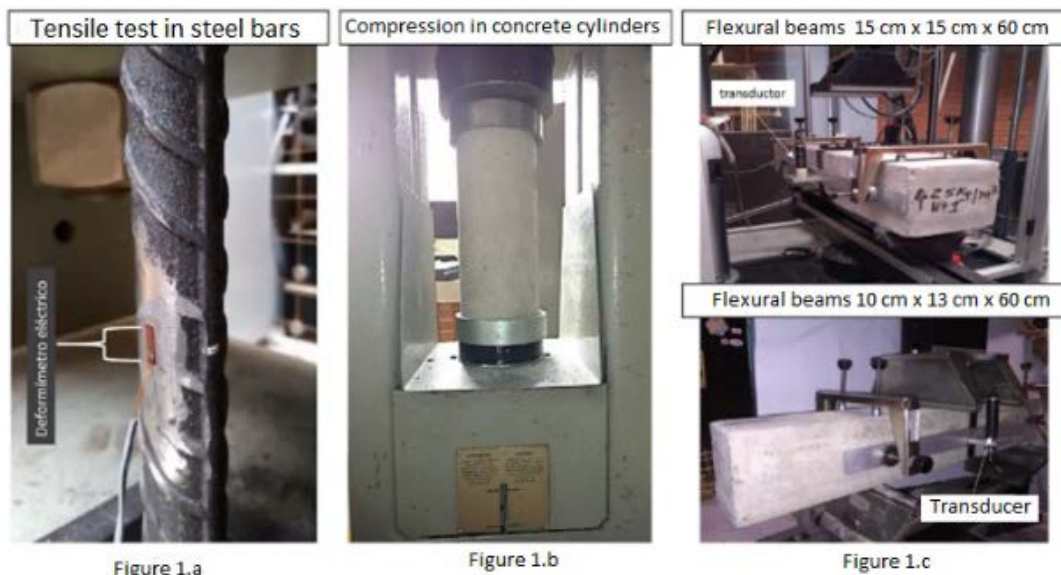 Tensile test in steel bars
Deformímetro eléctrico
Figure 1.a
Compression in concrete cylinders
Figure 1.b
Flexural beams 15 cm x 15 cm x 60 cm
transductor
Flexural beams 10 cm x 13 cm x 60 cm
Transducer
Figure 1.c